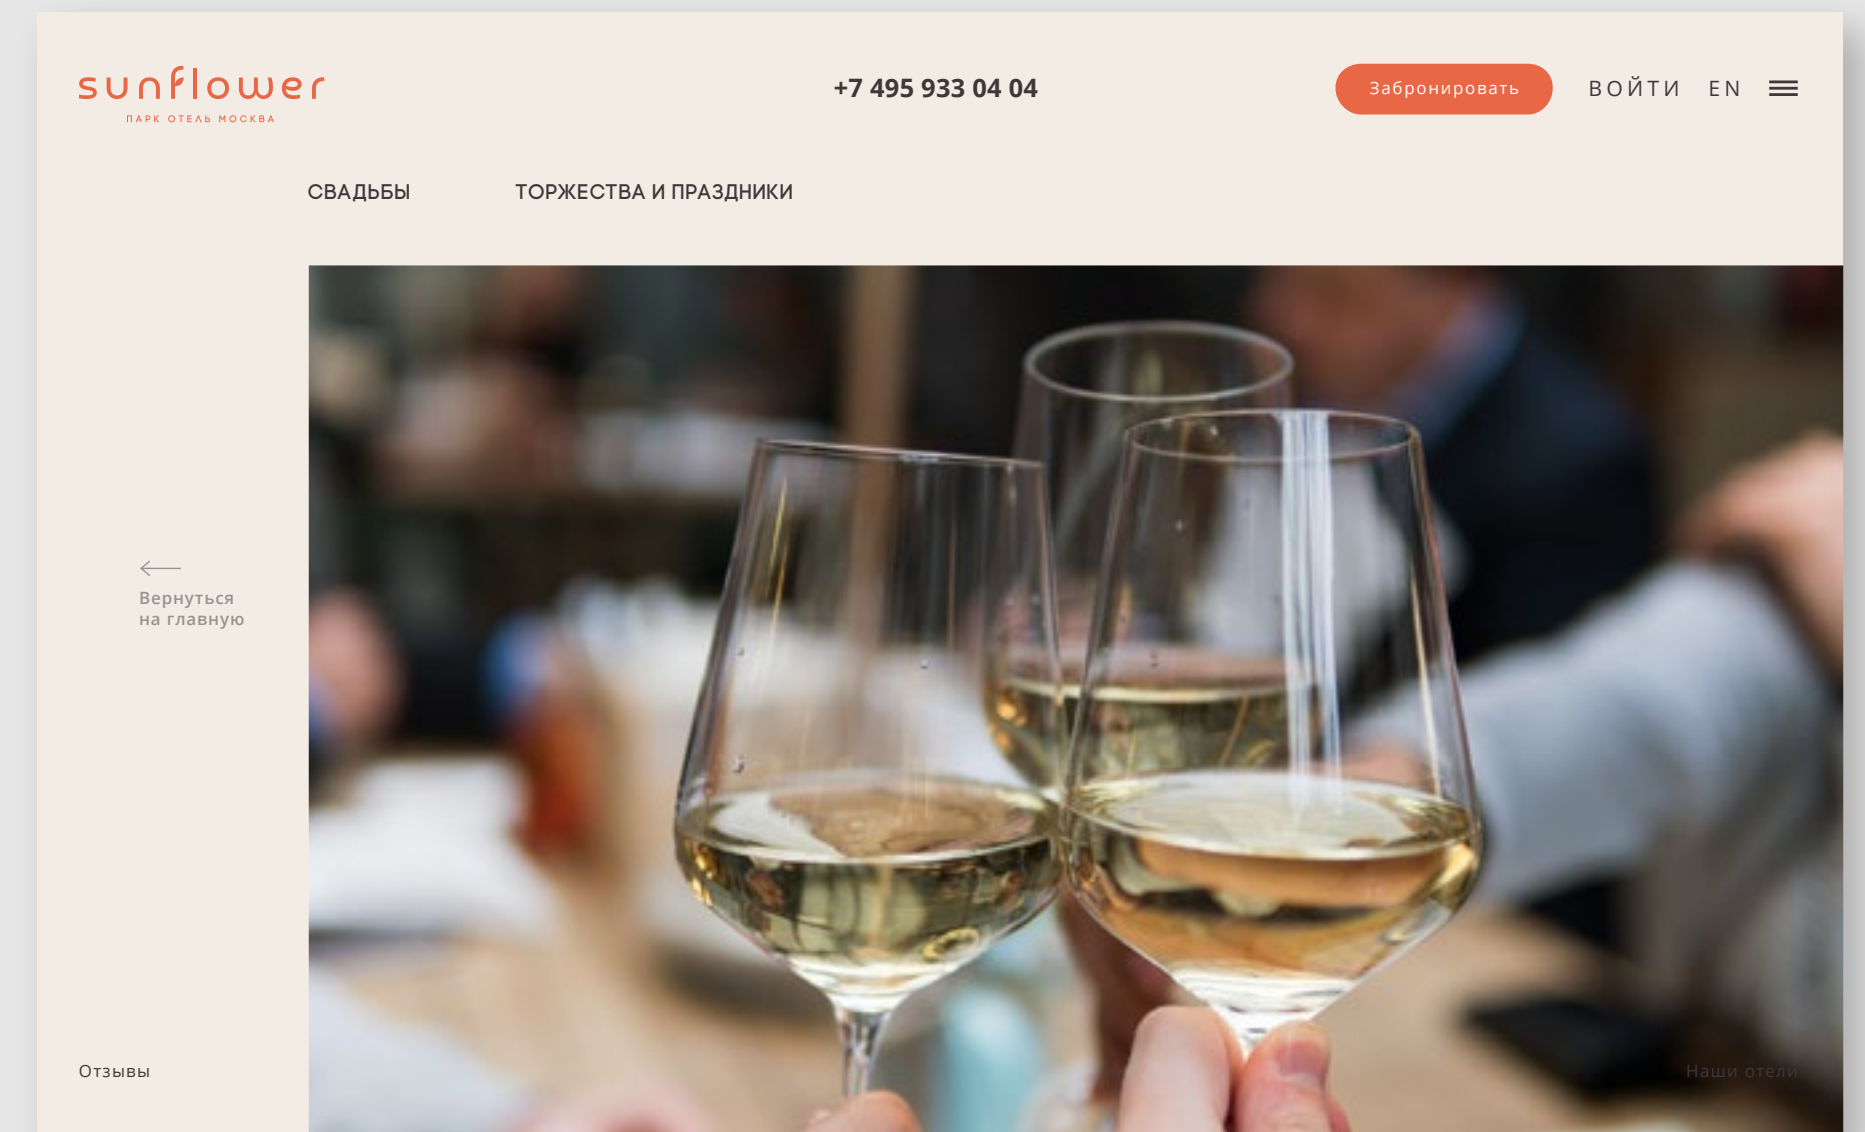 sunflower
ПАРК ОТЕЛЬ МОСКВА
+7 495 933 04 04
Забронировать
ВОЙТИ
EN
СВАДЬБЫ
ТОРЖЕСТВА И ПРАЗДНИКИ
Вернуться
на главную
Отзывы
Наши отели